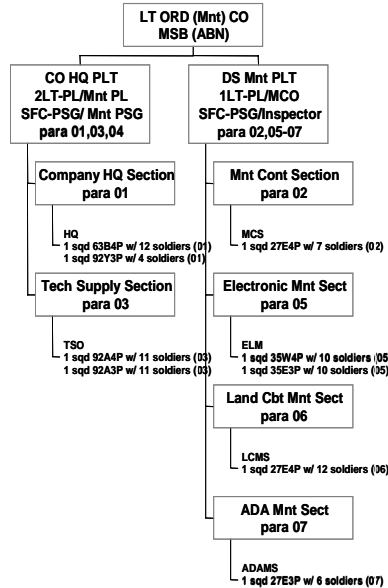 LT ORD (Mnt) CO
MSB (ABN)
CO HQ PLT
2LT-PL/Mnt PL
SFC-PSG/ Mnt PSG
para 01,03,04
DS Mnt PLT
1LT-PL/MCO
SFC-PSG/Inspector
para 02,05-07
Company HQ Section
para 01
HQ
1 sqd 63B4P w/ 12 soldiers (01)
1 sqd 92Y3P w/ 4 soldiers (01)
Tech Supply Section
para 03
TSO
1 sqd 92A4P w/ 11 soldiers (03)
1 sqd 92A3P w/ 11 soldiers (03)
Mnt Cont Section
para 02
MCS
1 sqd 27E4P w/ 7 soldiers (02)
Electronic Mnt Sect
para 05
ELM
1 sqd 35W4P w/ 10 soldiers (05
1 sqd 35E3P w/ 10 soldiers (05)
Land Cbt Mnt Sect
para 06
LCMS
1 sqd 27E4P w/ 12 soldiers (06)
ADA Mnt Sect
para 07
ADAMS
1 sqd 27E3P w/ 6 soldiers (07)